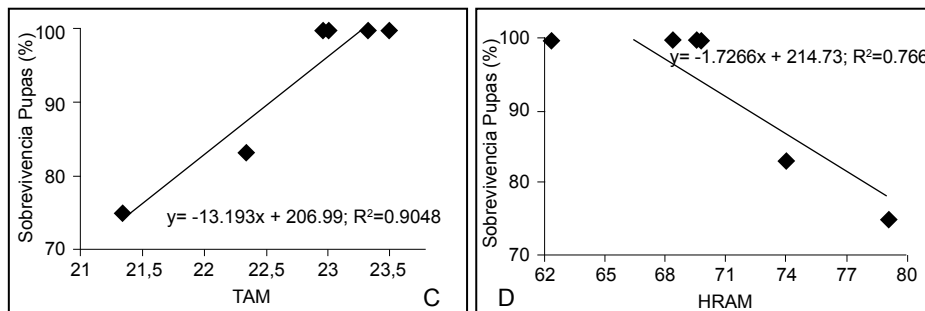 Sobrevivencia Pupas (%)
100
90
80
70
y= -13.193x + 206.99; R²=0.9048
21 21,5 22 22,5 23 23,5
TAM
C
Sobrevivencia Pupas (%)
100
90
80
70
y= -1.7266x + 214.73; R²=0.766
62 65 68 71 74 77 80
D
HRAM